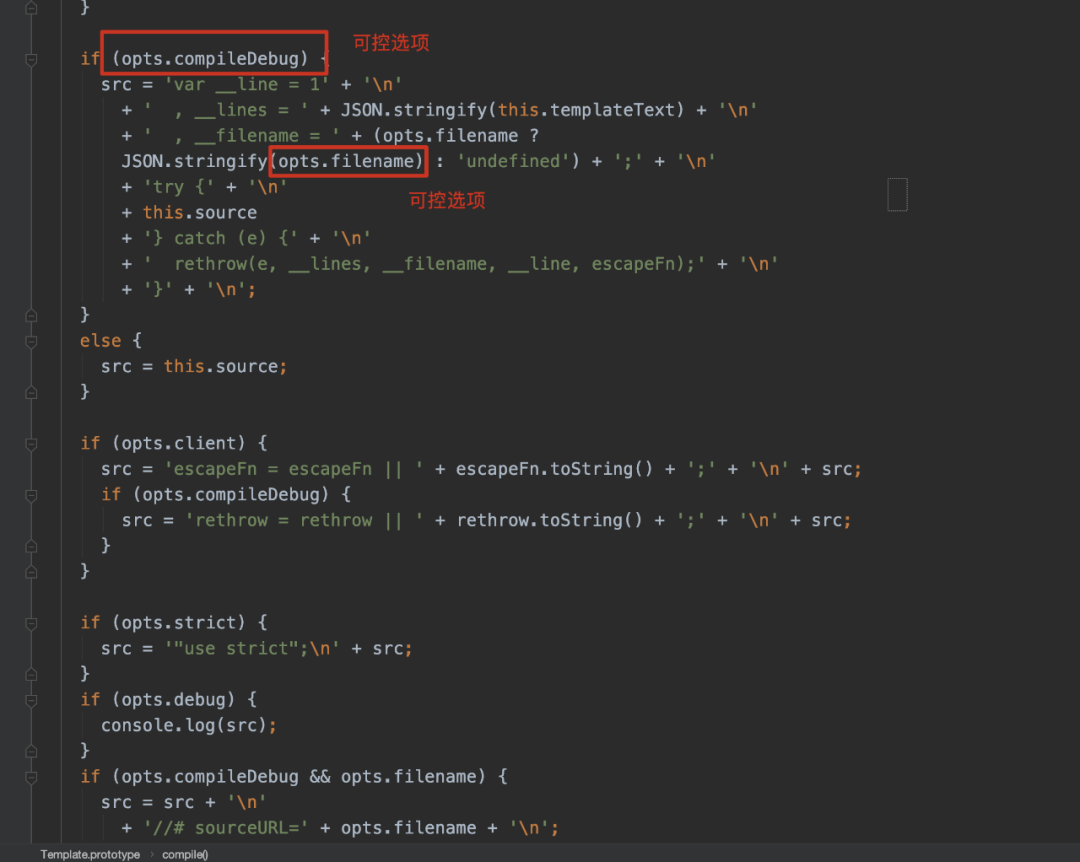 }
可控选项
if (opts.compileDebug) {
src = 'var __line = 1' + '\n'
+ '  , __lines = ' + JSON.stringify(this.templateText) + '\n'
+ '  , __filename = ' + (opts.filename ?
JSON.stringify(opts.filename) : 'undefined') + ';' + '\n'
+ 'try {' + '\n'
可控选项
+ this.source
+ '} catch (e) {' + '\n'
+ '  rethrow(e, __lines, __filename, __line, escapeFn);' + '\n'
+ '}' + '\n';
}
else {
src = this.source;
}
if (opts.client) {
src = 'escapeFn = escapeFn || ' + escapeFn.toString() + ';' + '\n' + src;
if (opts.compileDebug) {
src = 'rethrow = rethrow || ' + rethrow.toString() + ';' + '\n' + src;
}
}
if (opts.strict) {
src = '"use strict";\n' + src;
}
if (opts.debug) {
console.log(src);
}
if (opts.compileDebug && opts.filename) {
src = src + '\n'
+ '//# sourceURL=' + opts.filename + '\n';
Template.prototype › compile()